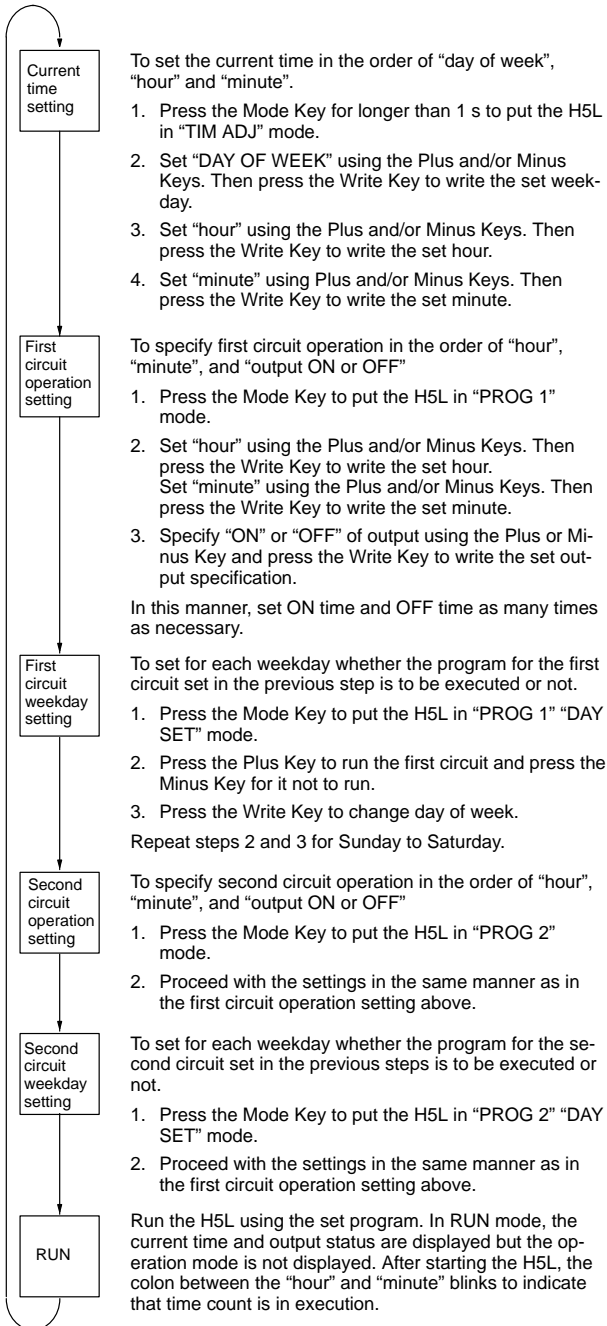 Current
time
setting
To set the current time in the order of “day of week”,
“hour” and “minute”.
1. Press the Mode Key for longer than 1 s to put the H5L
in “TIM ADJ” mode.
2. Set “DAY OF WEEK” using the Plus and/or Minus
Keys. Then press the Write Key to write the set week-
day.
3. Set “hour” using the Plus and/or Minus Keys. Then
press the Write Key to write the set hour.
4. Set “minute” using Plus and/or Minus Keys. Then
press the Write Key to write the set minute.
First
circuit
operation
setting
To specify first circuit operation in the order of “hour”,
“minute”, and “output ON or OFF”
1. Press the Mode Key to put the H5L in “PROG 1”
mode.
2. Set “hour” using the Plus and/or Minus Keys. Then
press the Write Key to write the set hour.
Set “minute” using the Plus and/or Minus Keys. Then
press the Write Key to write the set minute.
3. Specify “ON” or “OFF” of output using the Plus or Mi-
nus Key and press the Write Key to write the set out-
put specification.
In this manner, set ON time and OFF time as many times
as necessary.
First
circuit
weekday
setting
To set for each weekday whether the program for the first
circuit set in the previous step is to be executed or not.
1. Press the Mode Key to put the H5L in “PROG 1” “DAY
SET” mode.
2. Press the Plus Key to run the first circuit and press the
Minus Key for it not to run.
3. Press the Write Key to change day of week.
Repeat steps 2 and 3 for Sunday to Saturday.
Second
circuit
operation
setting
To specify second circuit operation in the order of “hour”,
“minute”, and “output ON or OFF”
1. Press the Mode Key to put the H5L in “PROG 2”
mode.
2. Proceed with the settings in the same manner as in
the first circuit operation setting above.
Second
circuit
weekday
setting
To set for each weekday whether the program for the se-
cond circuit set in the previous steps is to be executed or
not.
1. Press the Mode Key to put the H5L in “PROG 2” “DAY
SET” mode.
2. Proceed with the settings in the same manner as in
the first circuit operation setting above.
RUN
Run the H5L using the set program. In RUN mode, the
current time and output status are displayed but the op-
eration mode is not displayed. After starting the H5L, the
colon between the “hour” and “minute” blinks to indicate
that time count is in execution.